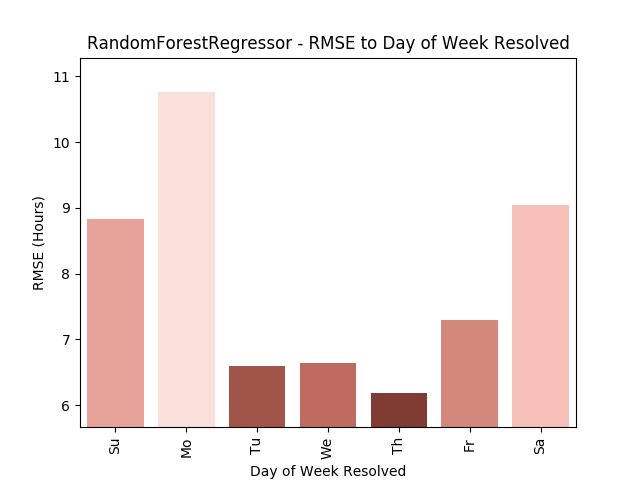 RandomForestRegressor - RMSE to Day of Week Resolved
11
10
9
8
7
6
RMSE (Hours)
Su
Mo
Tu
We
Th
Fr
Sa
Day of Week Resolved